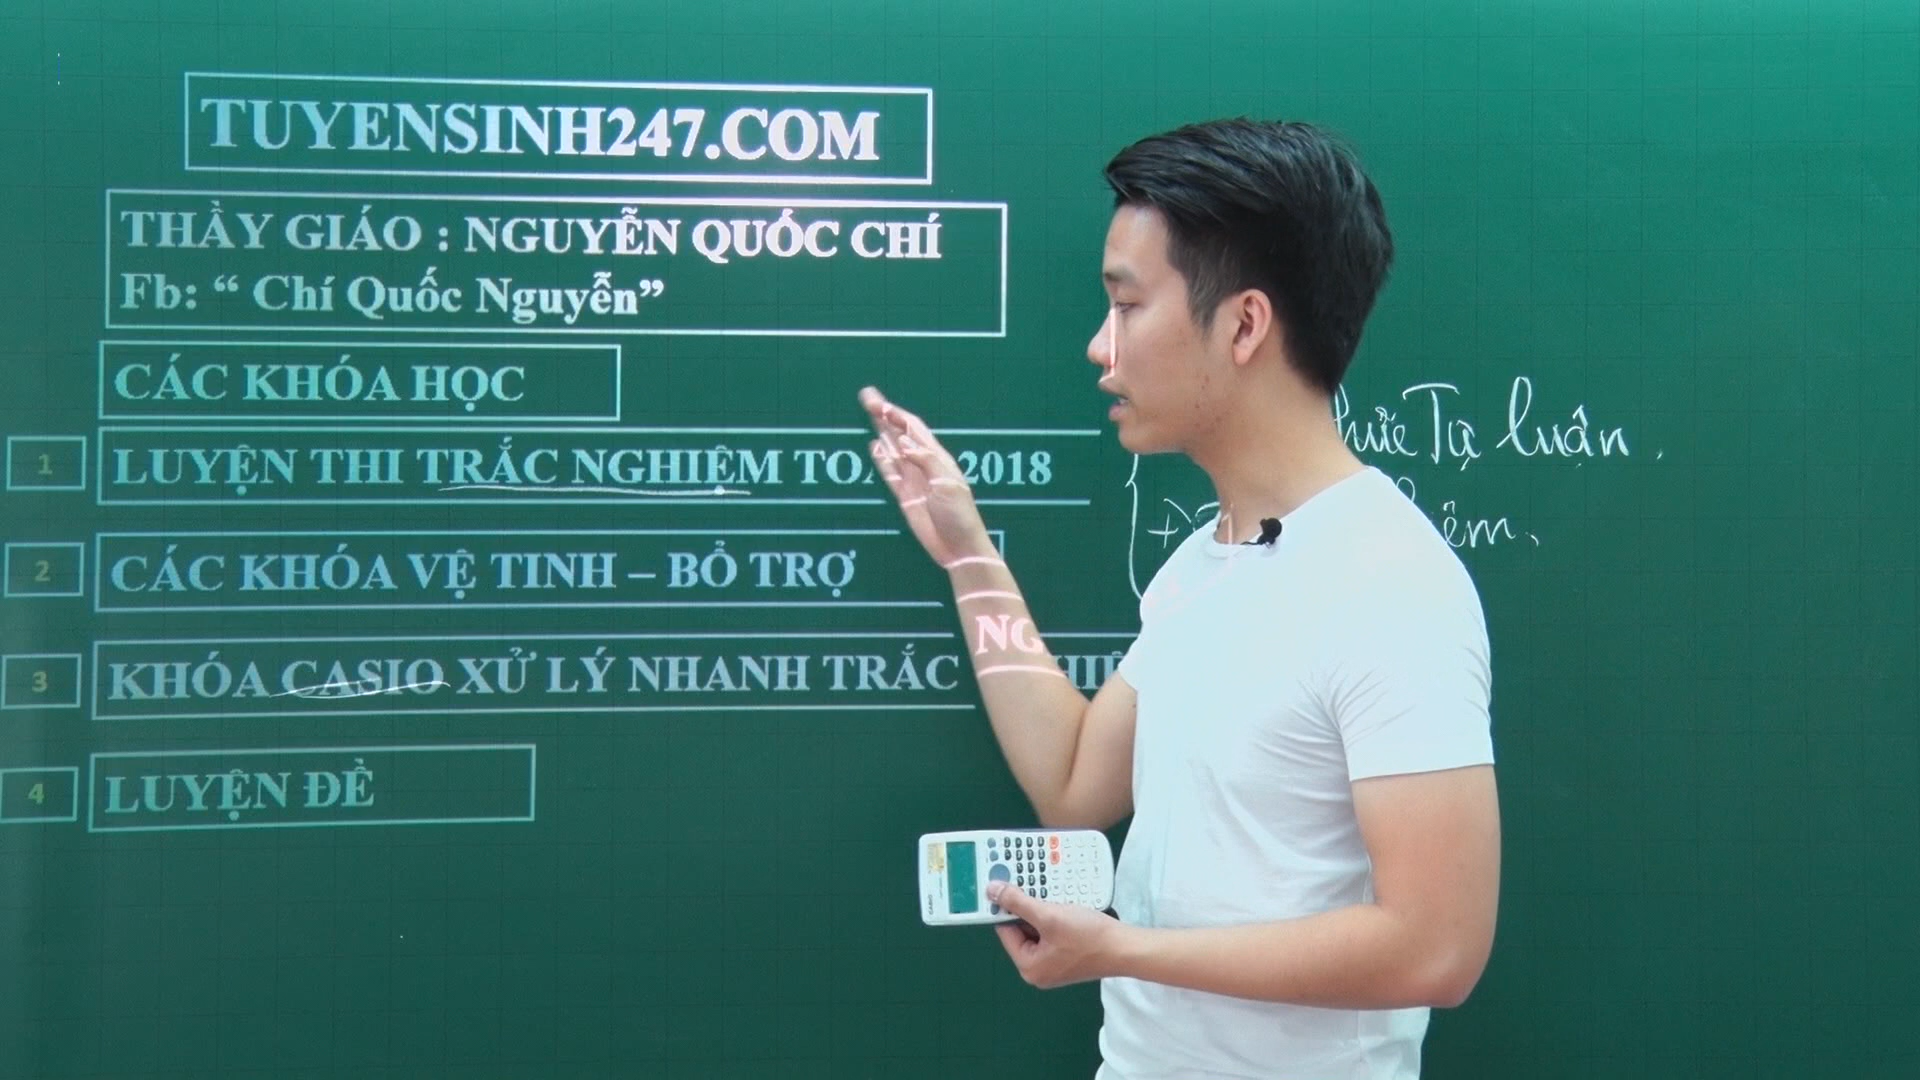 TUYENSINH247.COM
THẦY GIÁO : NGUYỄN QUỐC CHÍ
Fb: “ Chí Quốc Nguyễn”
CÁC KHÓA HỌC
1 LUYỆN THI TRẮC NGHIỆM 2018
2 CÁC KHÓA VỆ TINH – BỔ TRỢ
3 KHÓA CASIO XỬ LÝ NHANH TRẮC NG
4 LUYỆN ĐỀ
Tự luận.
CASIO